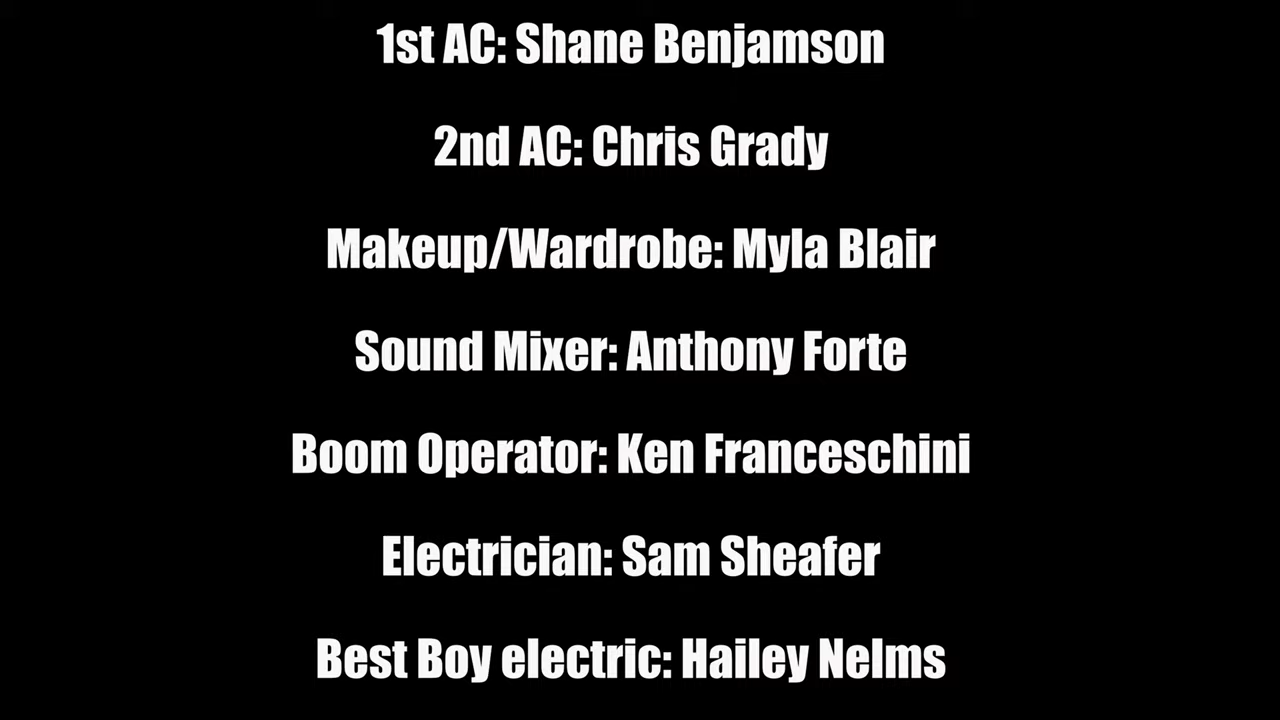 1st AC: Shane Benjamson
2nd AC: Chris Grady
Makeup/Wardrobe: Myla Blair
Sound Mixer: Anthony Forte
Boom Operator: Ken Franceschini
Electrician: Sam Sheafer
Best Boy electric: Hailey Nelms